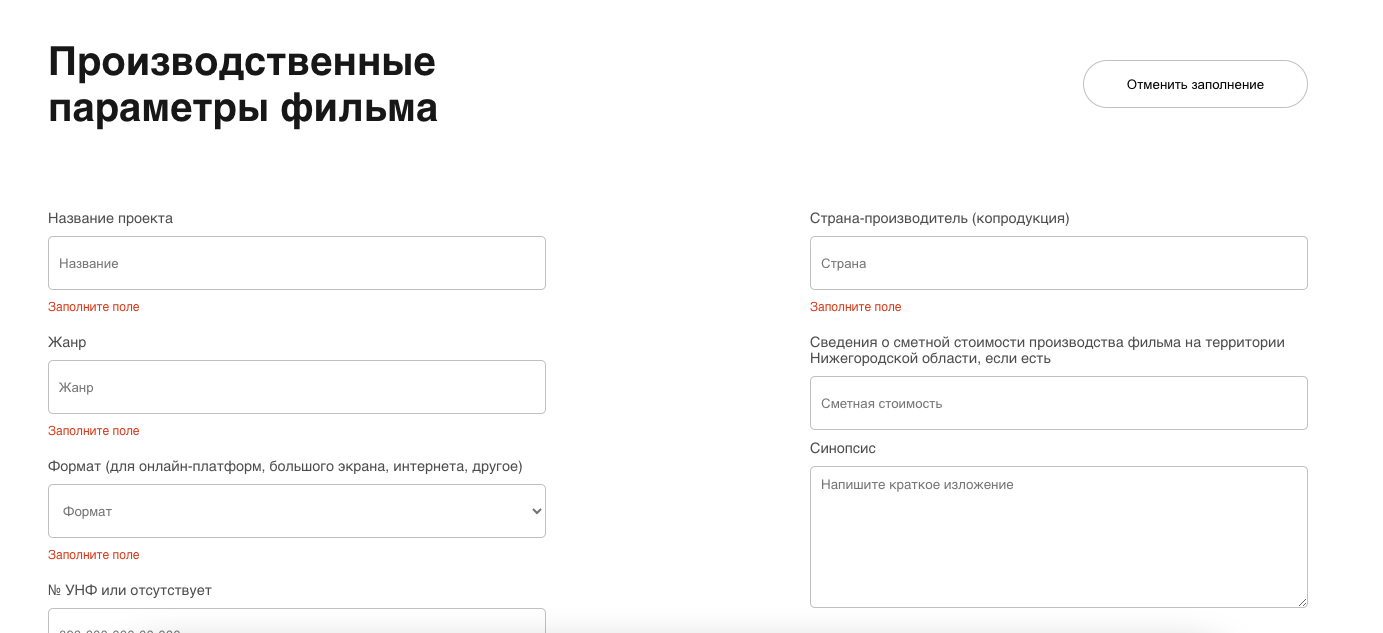 Производственные
параметры фильма
Отменить заполнение
Название проекта
Название
Заполните поле
Жанр
Жанр
Заполните поле
Формат (для онлайн-платформ, большого экрана, интернета, другое)
Формат
Заполните поле
№ УНФ или отсутствует
Страна-производитель (копродукция)
Страна
Заполните поле
Сведения о сметной стоимости производства фильма на территории
Нижегородской области, если есть
Сметная стоимость
Синопсис
Напишите краткое изложение